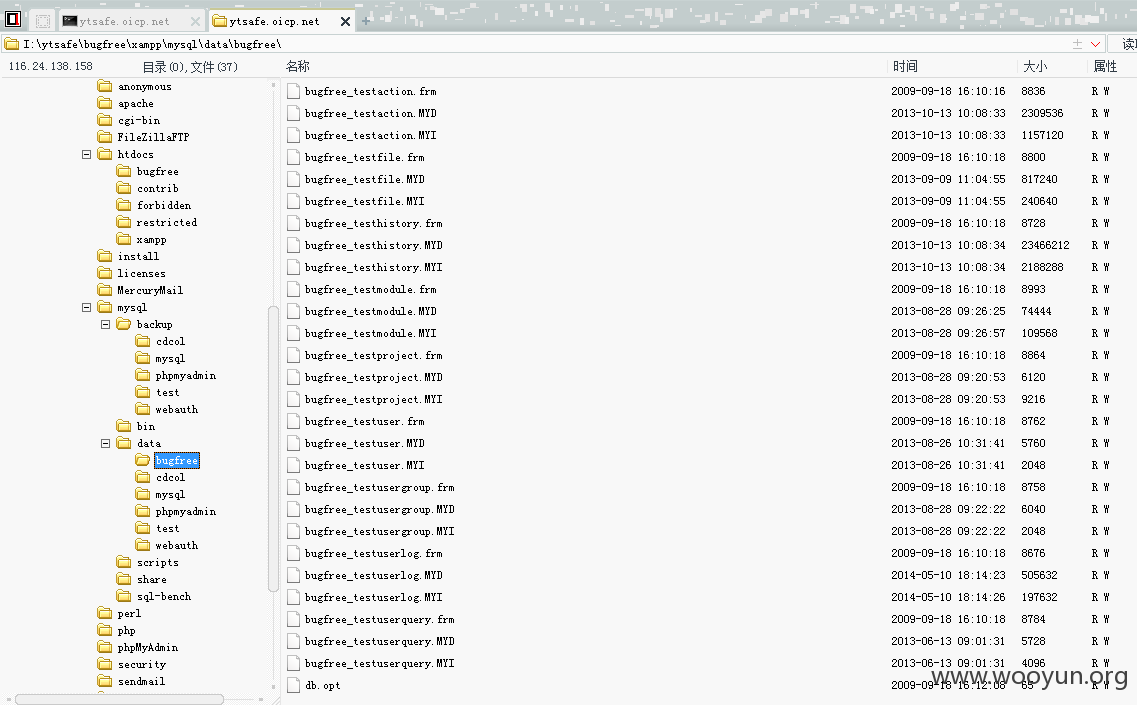 ytsafe.oicp.net
ytsafe.oicp.net
I:\ytsafe\bugfree\xampp\mysql\data\bugfree\
116.24.138.158 目录(0),文件(37) 名称 时间 大小 属性
anonymous
apache
cgi-bin
FileZillaFTP
htdocs
bugfree
contrib
forbidden
restricted
xampp
install
licenses
MercuryMail
mysql
backup
cdcol
mysql
phpmyadmin
test
webauth
bin
data
bugfree
cdcol
mysql
phpmyadmin
test
webauth
scripts
share
sql-bench
perl
php
phpMyAdmin
security
sendmail
bugfree_testaction.frm 2009-09-18 16:10:16 8836 R W
bugfree_testaction.MYD 2013-10-13 10:08:33 2309536 R W
bugfree_testaction.MYI 2013-10-13 10:08:33 1157120 R W
bugfree_testfile.frm 2009-09-18 16:10:18 8800 R W
bugfree_testfile.MYD 2013-09-09 11:04:55 817240 R W
bugfree_testfile.MYI 2013-09-09 11:04:55 240640 R W
bugfree_testhistory.frm 2009-09-18 16:10:18 8728 R W
bugfree_testhistory.MYD 2013-10-13 10:08:34 23466212 R W
bugfree_testhistory.MYI 2013-10-13 10:08:34 2188288 R W
bugfree_testmodule.frm 2009-09-18 16:10:18 8993 R W
bugfree_testmodule.MYD 2013-08-28 09:26:25 74444 R W
bugfree_testmodule.MYI 2013-08-28 09:26:57 109568 R W
bugfree_testproject.frm 2009-09-18 16:10:18 8864 R W
bugfree_testproject.MYD 2013-08-28 09:20:53 6120 R W
bugfree_testproject.MYI 2013-08-28 09:20:53 9216 R W
bugfree_testuser.frm 2009-09-18 16:10:18 8762 R W
bugfree_testuser.MYD 2013-08-26 10:31:41 5760 R W
bugfree_testuser.MYI 2013-08-26 10:31:41 2048 R W
bugfree_testusergroup.frm 2009-09-18 16:10:18 8758 R W
bugfree_testusergroup.MYD 2013-08-28 09:22:22 6040 R W
bugfree_testusergroup.MYI 2013-08-28 09:22:22 2048 R W
bugfree_testuserlog.frm 2009-09-18 16:10:18 8676 R W
bugfree_testuserlog.MYD 2014-05-10 18:14:23 505632 R W
bugfree_testuserlog.MYI 2014-05-10 18:14:26 197632 R W
bugfree_testuserquery.frm 2009-09-18 16:10:18 8784 R W
bugfree_testuserquery.MYD 2013-06-13 09:01:31 5728 R W
bugfree_testuserquery.MYI 2013-06-13 09:01:31 4096 R W
db.opt 2009-09-18 16:12:08 65 R W
www.wooyun.org